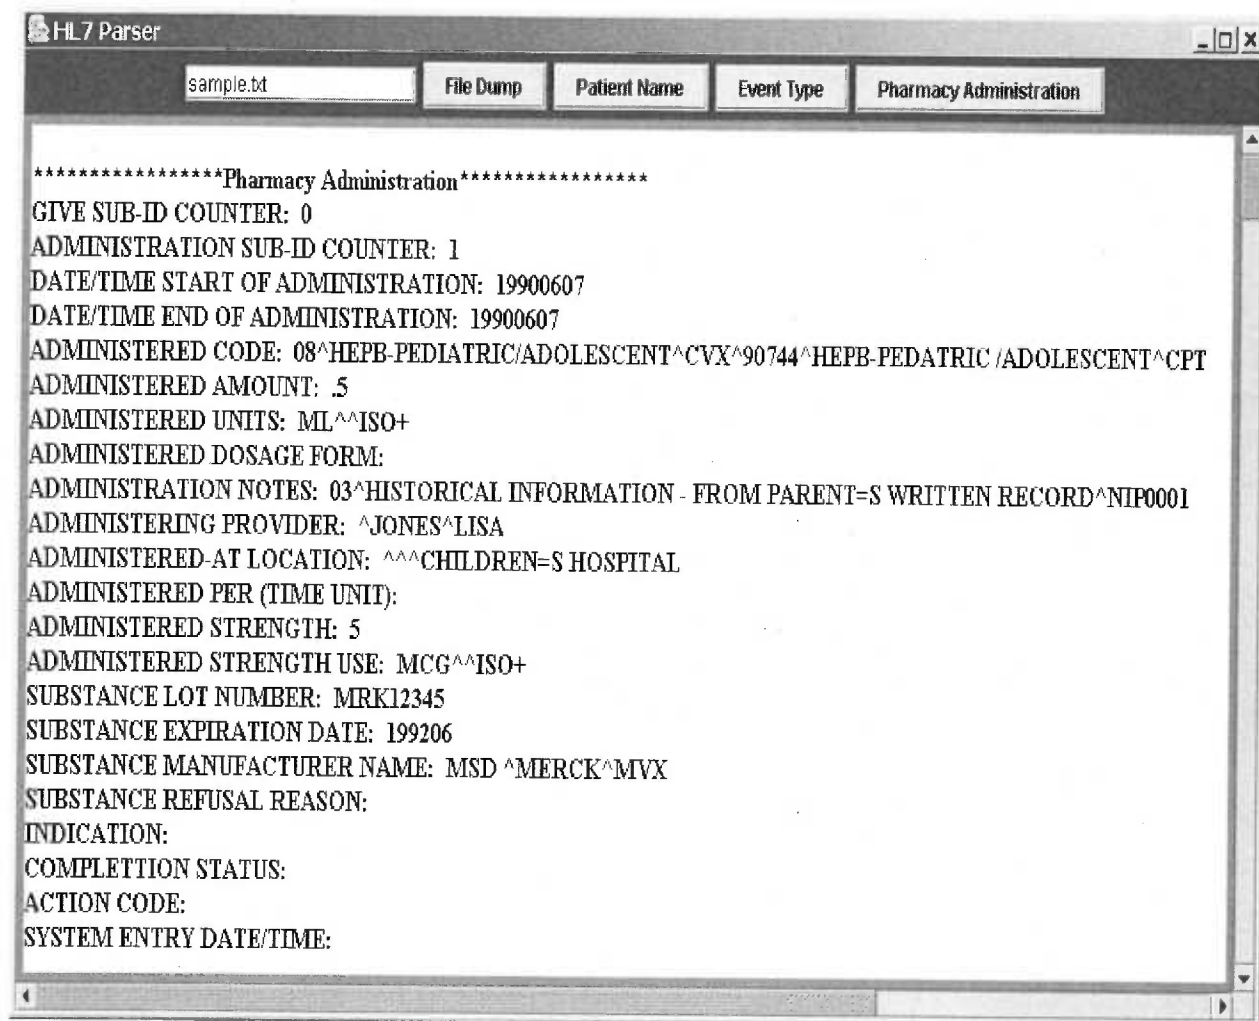 HL7 Parser
sample.txt File Dump Patient Name Event Type Pharmacy Administration
*****************Pharmacy Administration*****************
GIVE SUB-ID COUNTER: 0
ADMINISTRATION SUB-ID COUNTER: 1
DATE/TIME START OF ADMINISTRATION: 19900607
DATE/TIME END OF ADMINISTRATION: 19900607
ADMINISTERED CODE: 08^HEPB-PEDIATRIC/ADOLESCENT^CVX^90744^HEPB-PEDATRIC /ADOLESCENT^CPT
ADMINISTERED AMOUNT: .5
ADMINISTERED UNITS: ML^^ISO+
ADMINISTERED DOSAGE FORM:
ADMINISTRATION NOTES: 03^HISTORICAL INFORMATION - FROM PARENT=S WRITTEN RECORD^NIP0001
ADMINISTERING PROVIDER: ^JONES^LISA
ADMINISTERED-AT LOCATION: ^^^CHILDREN=S HOSPITAL
ADMINISTERED PER (TIME UNIT):
ADMINISTERED STRENGTH: 5
ADMINISTERED STRENGTH USE: MCG^^ISO+
SUBSTANCE LOT NUMBER: MRK12345
SUBSTANCE EXPIRATION DATE: 199206
SUBSTANCE MANUFACTURER NAME: MSD ^MERCK^MVX
SUBSTANCE REFUSAL REASON:
INDICATION:
COMPLETTION STATUS:
ACTION CODE:
SYSTEM ENTRY DATE/TIME: